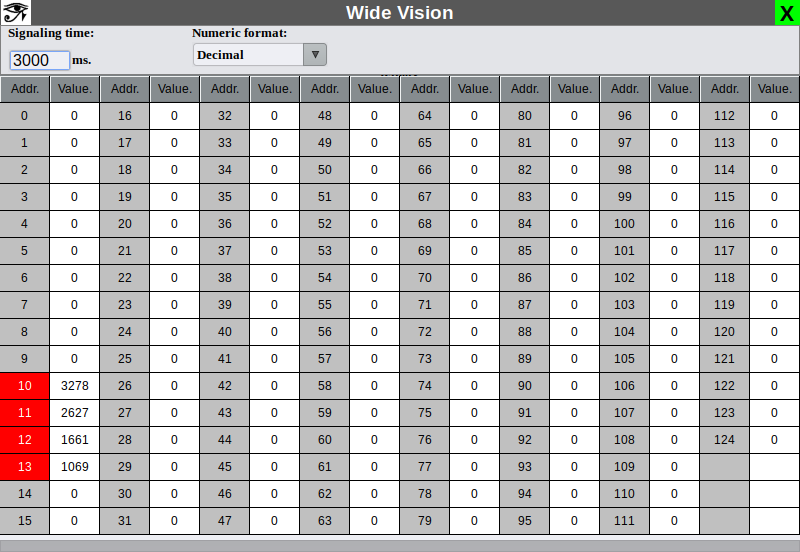 Wide Vision
X
Signaling time: Numeric format:
3000 ms. Decimal
Addr. Value. Addr. Value. Addr. Value. Addr. Value. Addr. Value. Addr. Value. Addr. Value. Addr. Value.
0 0 16 0 32 0 48 0 64 0 80 0 96 0 112 0
1 0 17 0 33 0 49 0 65 0 81 0 97 0 113 0
2 0 18 0 34 0 50 0 66 0 82 0 98 0 114 0
3 0 19 0 35 0 51 0 67 0 83 0 99 0 115 0
4 0 20 0 36 0 52 0 68 0 84 0 100 0 116 0
5 0 21 0 37 0 53 0 69 0 85 0 101 0 117 0
6 0 22 0 38 0 54 0 70 0 86 0 102 0 118 0
7 0 23 0 39 0 55 0 71 0 87 0 103 0 119 0
8 0 24 0 40 0 56 0 72 0 88 0 104 0 120 0
9 0 25 0 41 0 57 0 73 0 89 0 105 0 121 0
10 3278 26 0 42 0 58 0 74 0 90 0 106 0 122 0
11 2627 27 0 43 0 59 0 75 0 91 0 107 0 123 0
12 1661 28 0 44 0 60 0 76 0 92 0 108 0 124 0
13 1069 29 0 45 0 61 0 77 0 93 0 109 0
14 0 30 0 46 0 62 0 78 0 94 0 110 0
15 0 31 0 47 0 63 0 79 0 95 0 111 0